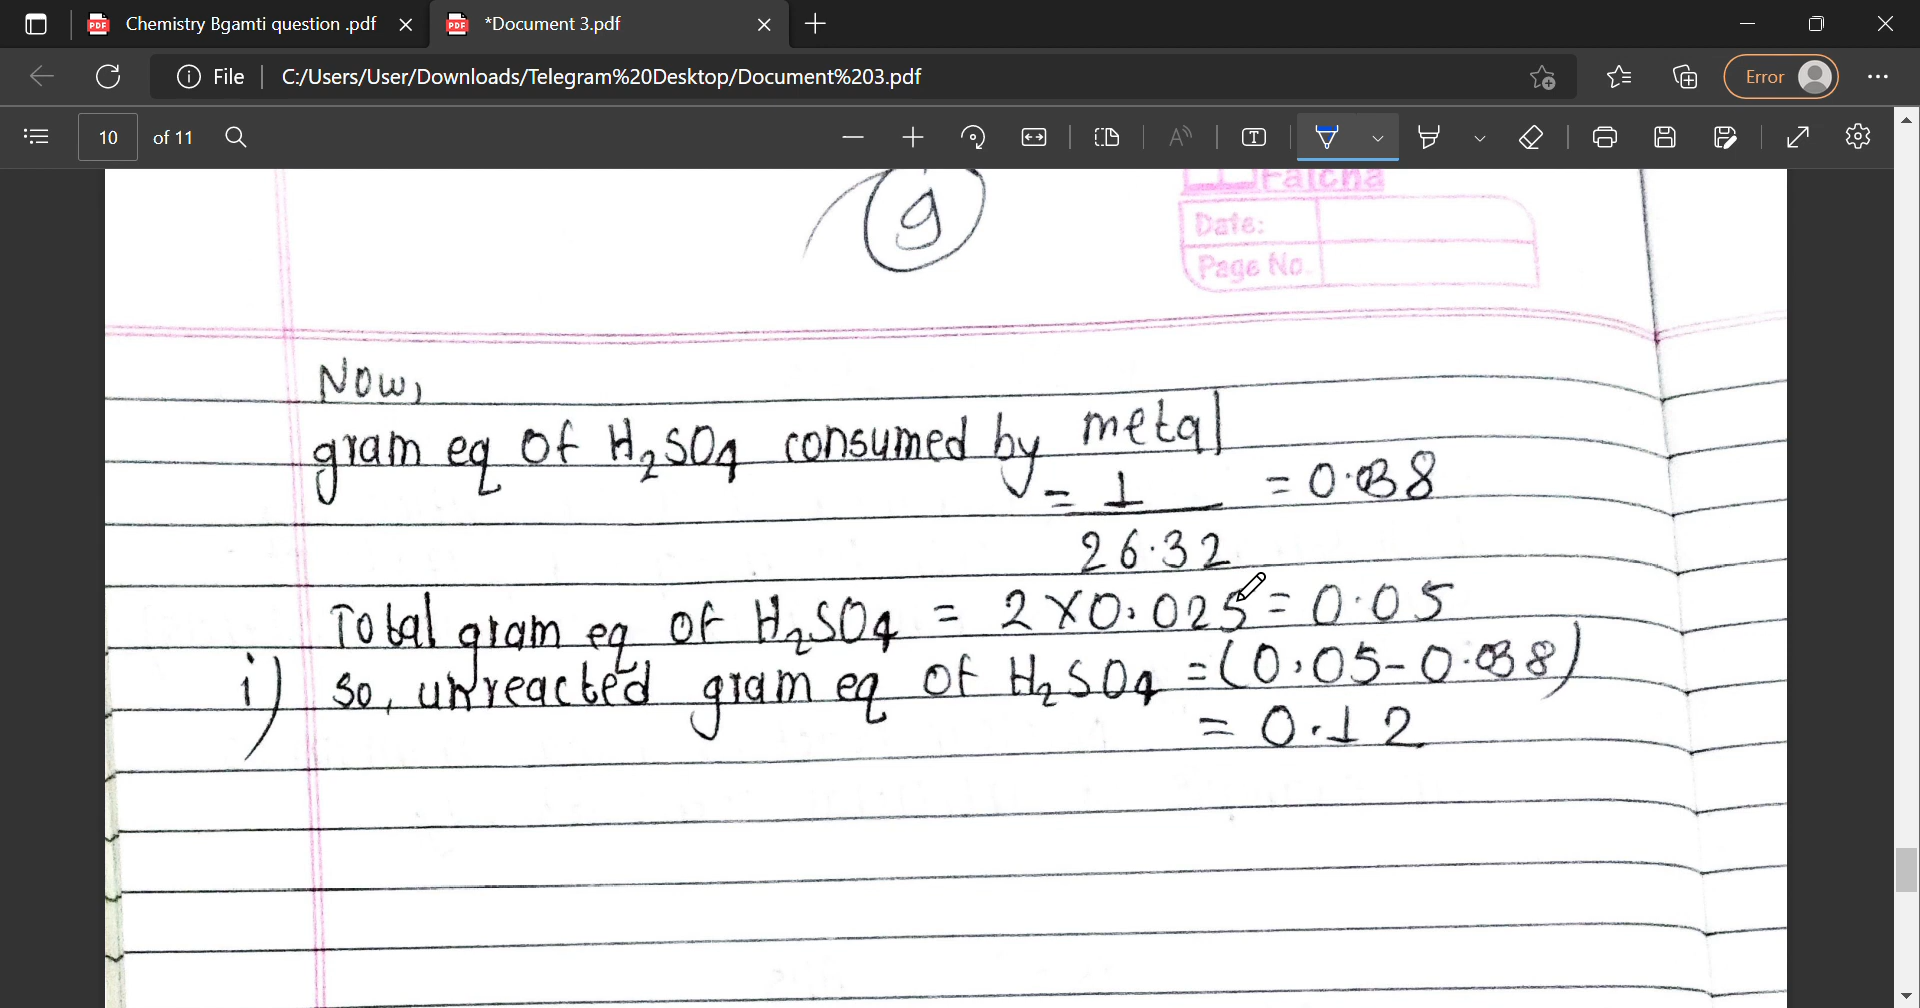 Chemistry Bgamti question .pdf
*Document 3.pdf
File
C:/Users/User/Downloads/Telegram%20Desktop/Document%203.pdf
Error
10 of 11
g
Falcha
Date:
Page No.
Now,
gram eq of H₂SO₄ consumed by metal
= 1/26.32 = 0.038
Total gram eq of H₂SO₄ = 2 × 0.025 = 0.05
i) so, unreacted gram eq of H₂SO₄ = (0.05 - 0.038)
= 0.12